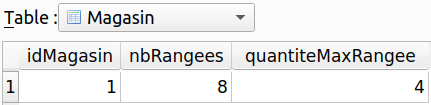 Table : Magasin
idMagasin nbRangees quantiteMaxRangee
1 1 8 4